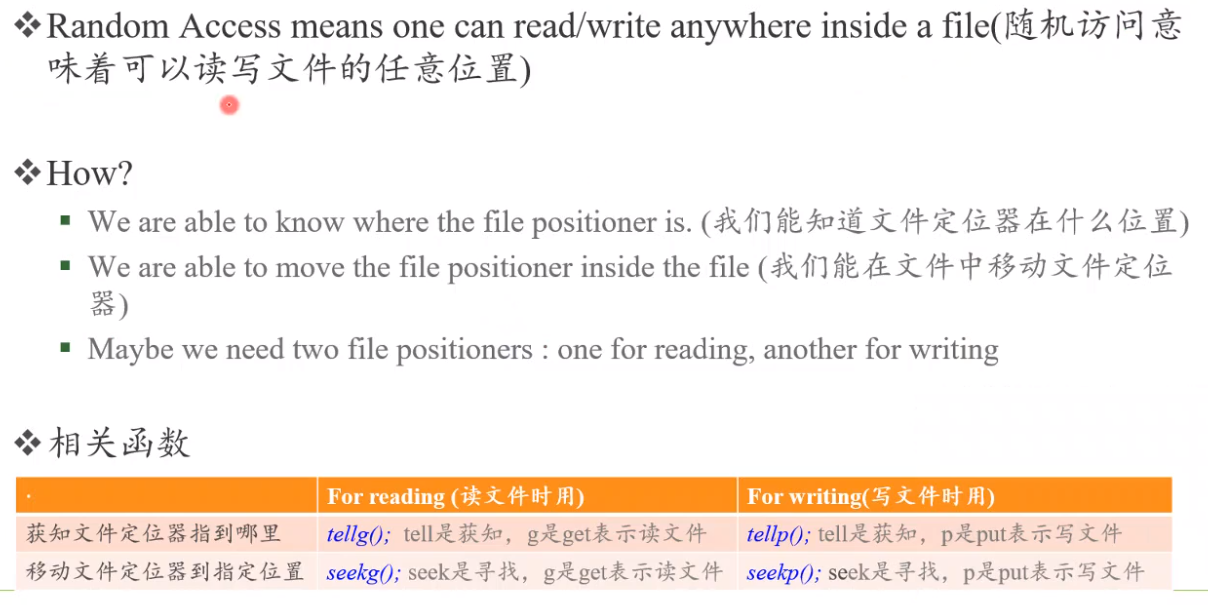 ❖Random Access means one can read/write anywhere inside a file(随机访问意
味着可以读写文件的任意位置)
❖How?
▪ We are able to know where the file positioner is. (我们能知道文件定位器在什么位置)
▪ We are able to move the file positioner inside the file (我们能在文件中移动文件定位
器)
▪ Maybe we need two file positioners : one for reading, another for writing
❖相关函数
. For reading (读文件时用) For writing(写文件时用)
获知文件定位器指到哪里 tellg(); tell是获知，g是get表示读文件 tellp(); tell是获知，p是put表示写文件
移动文件定位器到指定位置 seekg(); seek是寻找，g是get表示读文件 seekp(); seek是寻找，p是put表示写文件